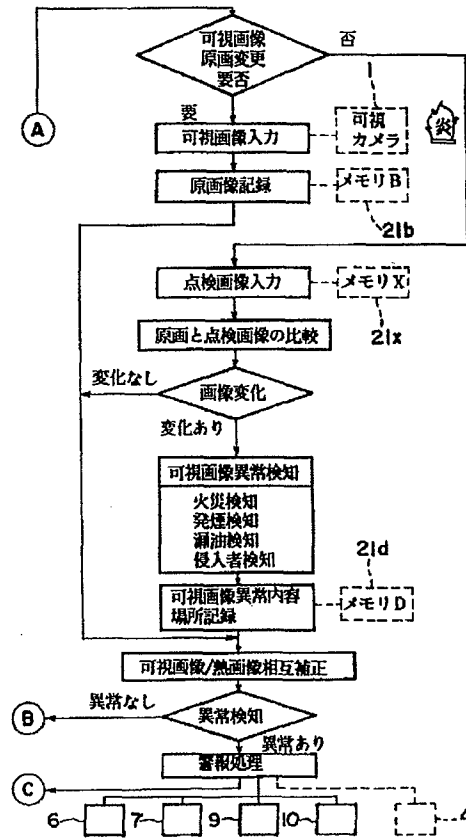 可視画像
原画変更
要否
否
A
1
要
可視画像入力
可視
カメラ
炎
原画像記録
メモリB
21b
点検画像入力
メモリX
21x
原画と点検画像の比較
変化なし
画像変化
変化あり
可視画像異常検知
火災検知
発煙検知
漏油検知
侵入者検知
21d
可視画像異常内容
場所記録
メモリD
可視画像/熱画像相互補正
異常なし
B
異常検知
異常あり
警報処理
C
6
7
9
10
4